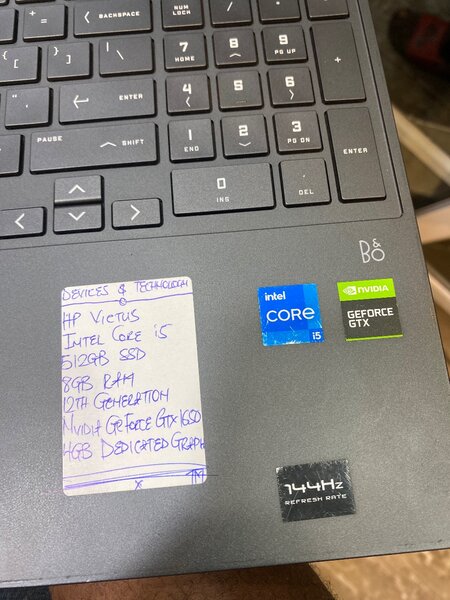 + =
BACKSPACE
NUM LOCK
/
{ [
} ]
| \
7 HOME
8
9 PG UP
+
" '
ENTER
4
5
6
PAUSE
SHIFT
1 END
2
3 PG DN
ENTER
0 INS
. DEL
B&O
DEVICES & TECHNOLOGY
HP VICTUS
INTEL CORE i5
512GB SSD
8GB RAM
12TH GENERATION
NVIDIA GEFORCE GTX 1650
4GB DEDICATED GRAPH
TM
X
intel
CORE
i5
NVIDIA
GEFORCE
GTX
144Hz
REFRESH RATE